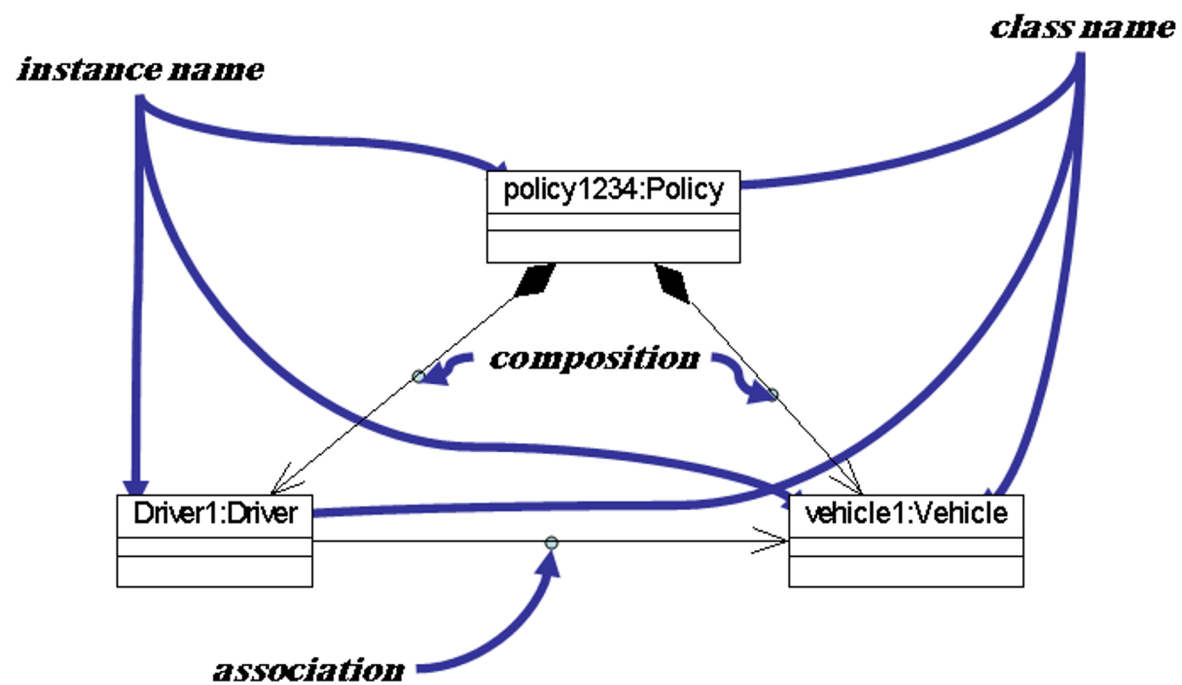 class name
instance name
policy1234:Policy
composition
Driver1:Driver
vehicle1:Vehicle
association